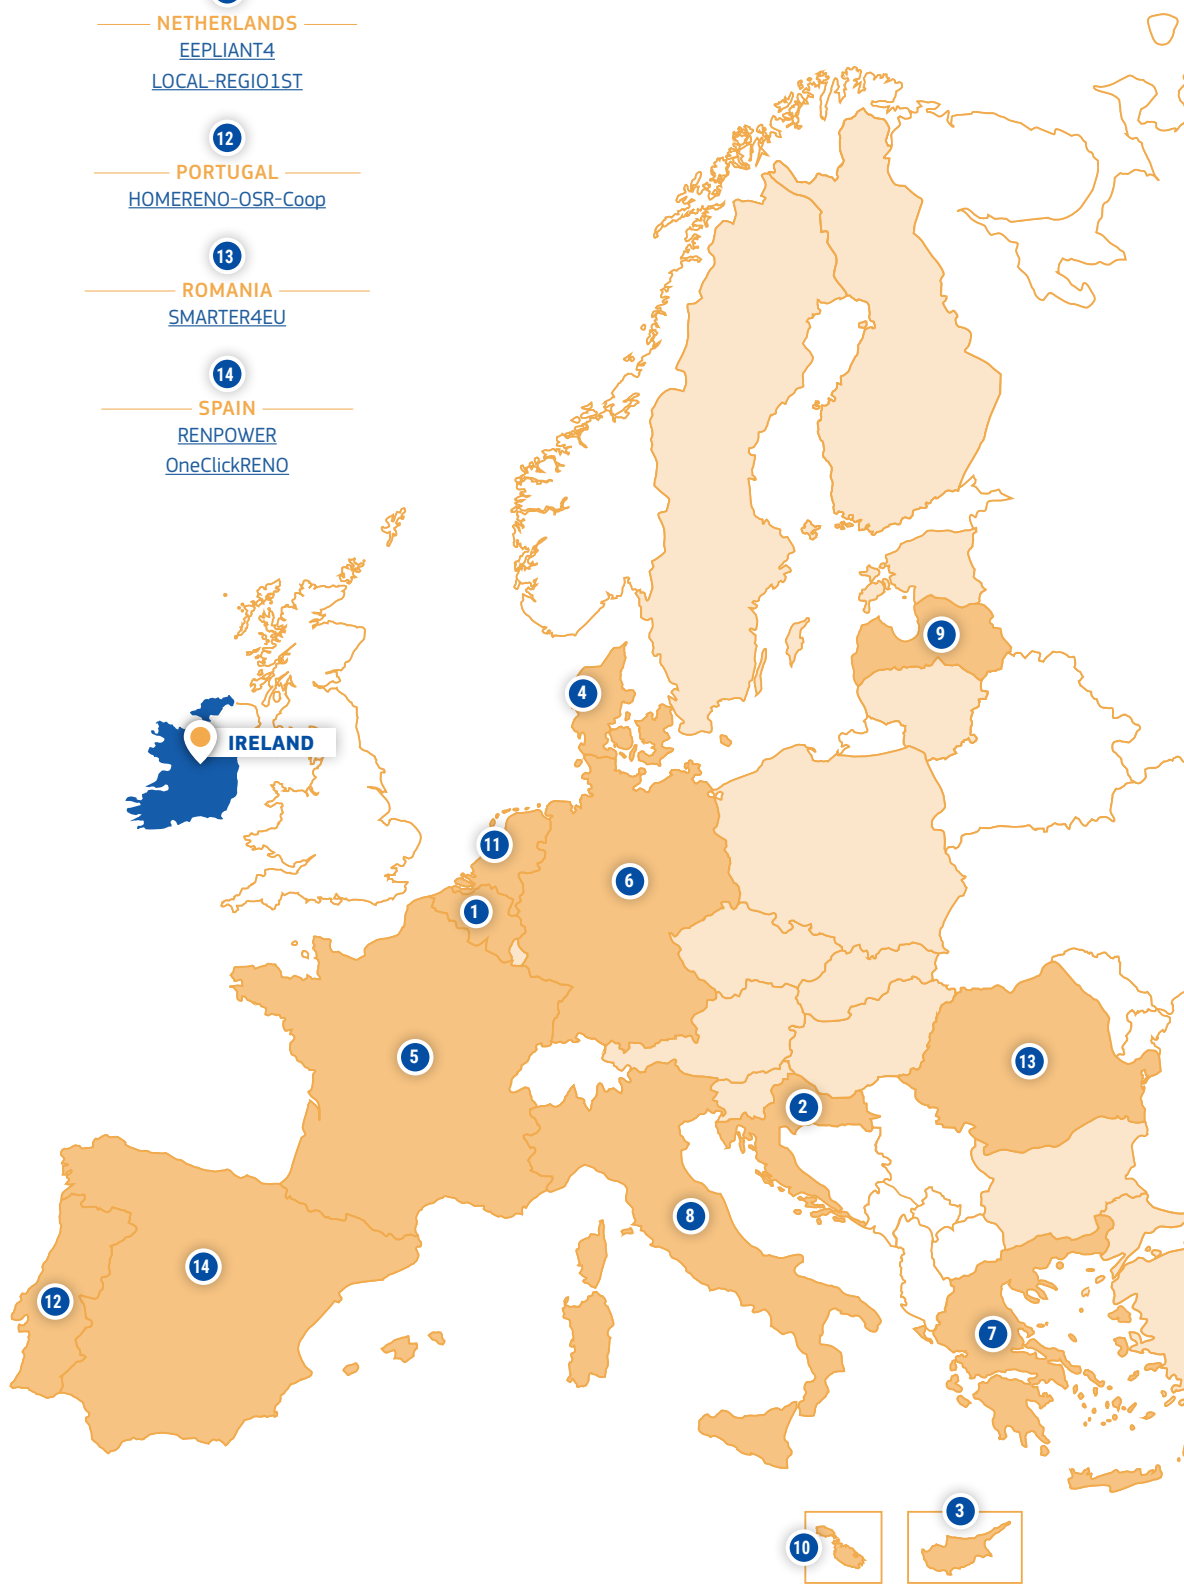 NETHERLANDS
EEPLIANT4
LOCAL-REGIO1ST
12
PORTUGAL
HOMERENO-OSR-Coop
13
ROMANIA
SMARTER4EU
14
SPAIN
RENPOWER
OneClickRENO
9
4
IRELAND
11
6
1
5
13
2
8
14
12
7
3
10